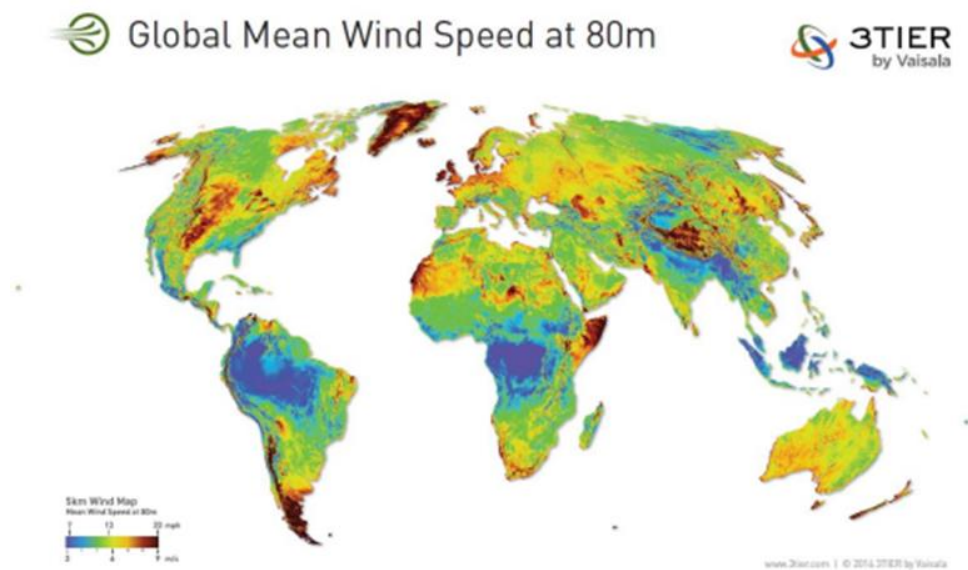 Global Mean Wind Speed at 80m
3TIER
by Vaisala
5km Wind Map
Mean Wind Speed at 80m
7 13 20 mph
3 6 9 m/s
www.3tier.com | © 2014 3TIER by Vaisala